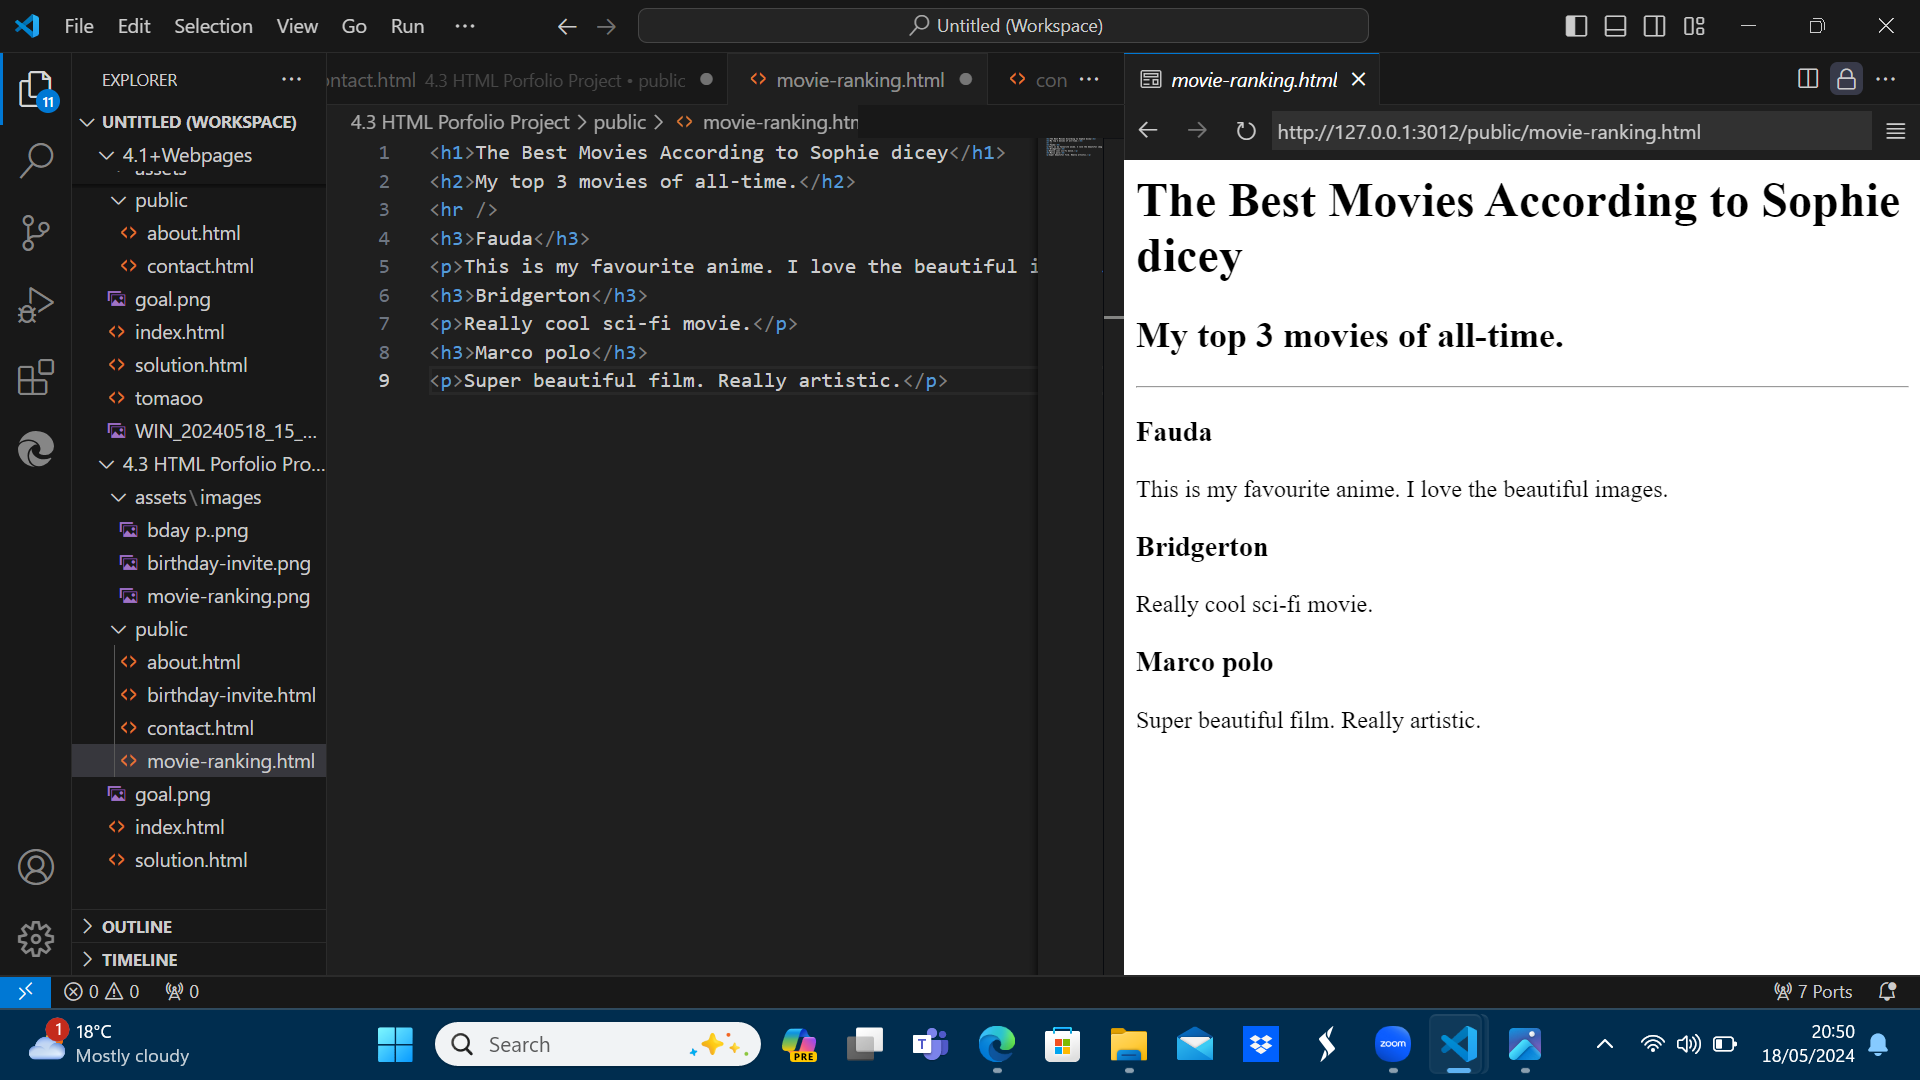 File Edit Selection View Go Run
Untitled (Workspace)
EXPLORER
11
UNTITLED (WORKSPACE)
4.1+Webpages
assets
public
about.html
contact.html
goal.png
index.html
solution.html
tomaoo
WIN_20240518_15_...
4.3 HTML Porfolio Pro...
assets\images
bday p..png
birthday-invite.png
movie-ranking.png
public
about.html
birthday-invite.html
contact.html
movie-ranking.html
goal.png
index.html
solution.html
OUTLINE
TIMELINE
ontact.html 4.3 HTML Porfolio Project • public
movie-ranking.html
con
4.3 HTML Porfolio Project > public > movie-ranking.htm
1 <h1>The Best Movies According to Sophie dicey</h1>
2 <h2>My top 3 movies of all-time.</h2>
3 <hr />
4 <h3>Fauda</h3>
5 <p>This is my favourite anime. I love the beautiful i
6 <h3>Bridgerton</h3>
7 <p>Really cool sci-fi movie.</p>
8 <h3>Marco polo</h3>
9 <p>Super beautiful film. Really artistic.</p>
movie-ranking.html
http://127.0.0.1:3012/public/movie-ranking.html
The Best Movies According to Sophie
dicey
My top 3 movies of all-time.
Fauda
This is my favourite anime. I love the beautiful images.
Bridgerton
Really cool sci-fi movie.
Marco polo
Super beautiful film. Really artistic.
0 0 0
7 Ports
1
18°C
Mostly cloudy
Search
PRE
T
zoom
20:50
18/05/2024